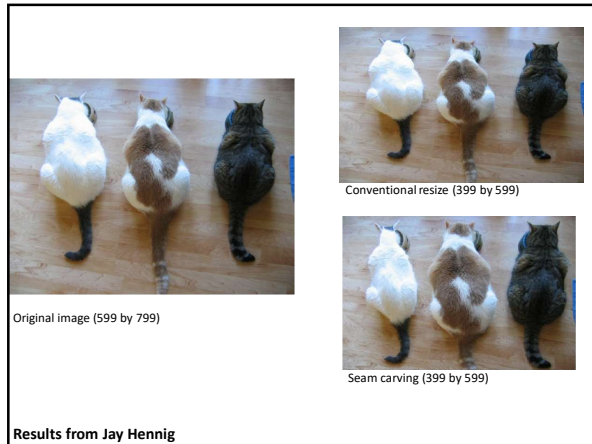 Conventional resize (399 by 599)
Original image (599 by 799)
Seam carving (399 by 599)
Results from Jay Hennig